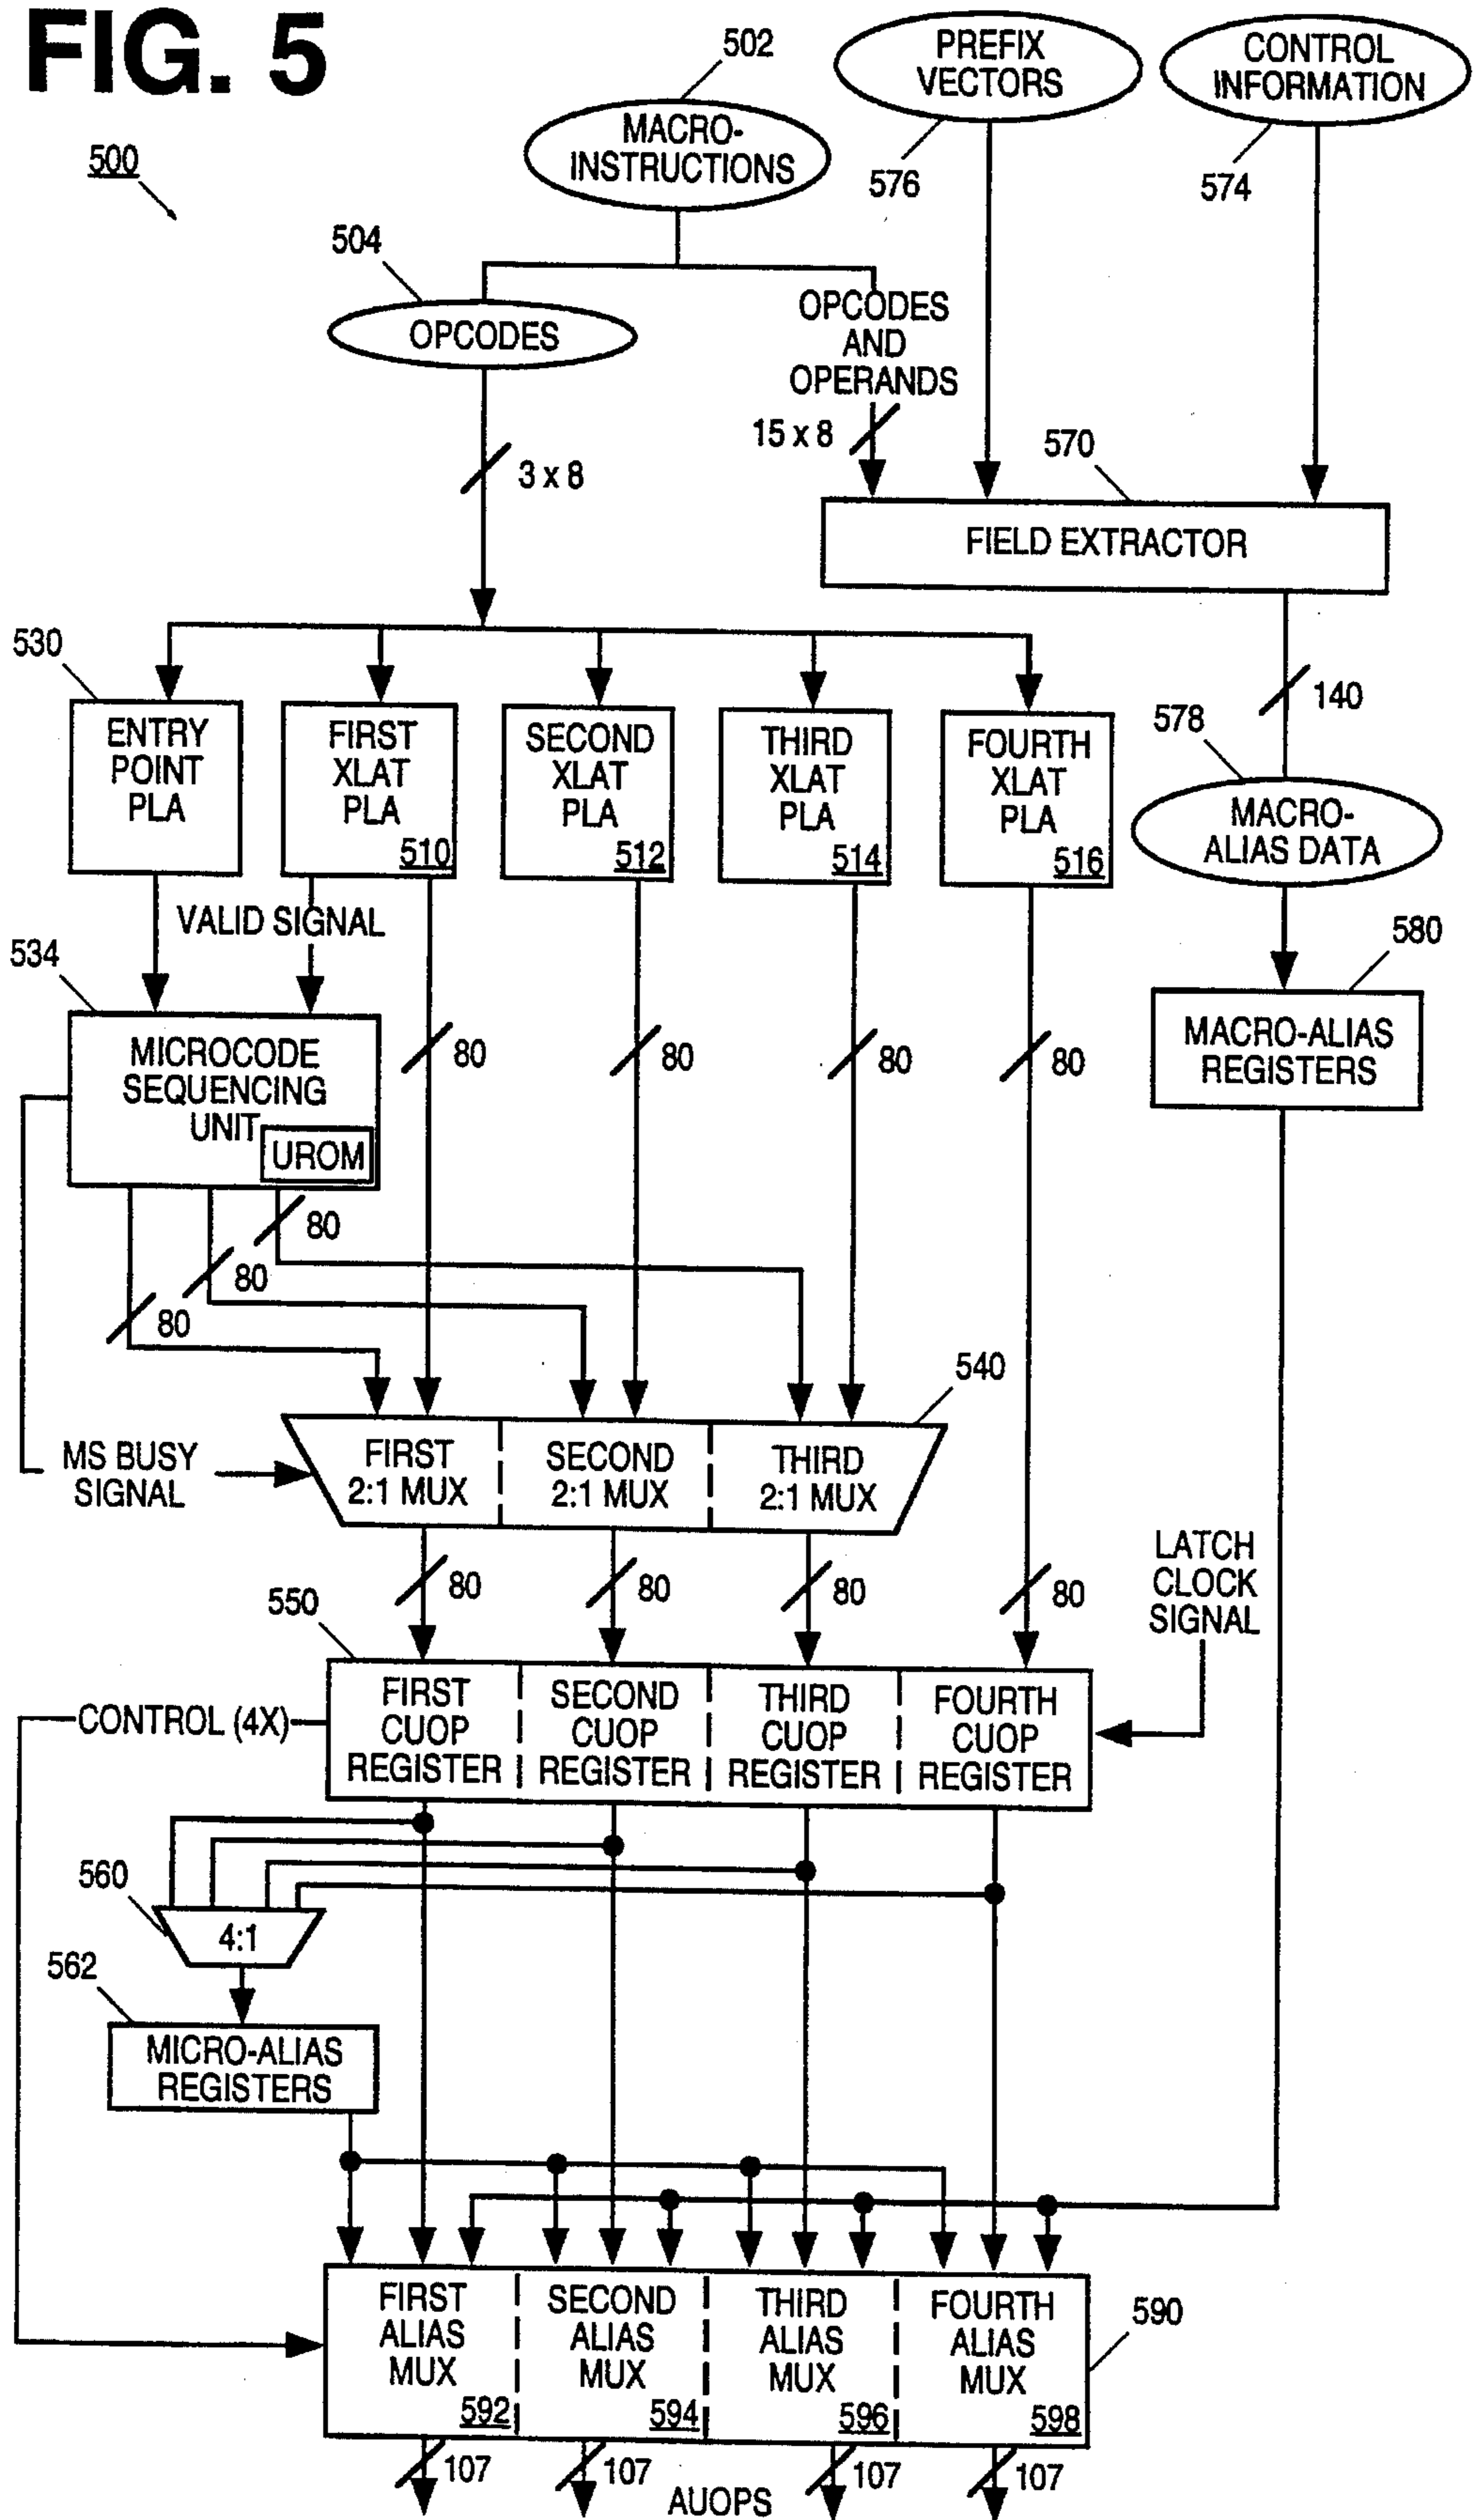 FIG. 5
500
502
MACRO-
INSTRUCTIONS
PREFIX
VECTORS
576
CONTROL
INFORMATION
574
504
OPCODES
3 x 8
OPCODES
AND
OPERANDS
15 x 8
570
FIELD EXTRACTOR
140
530
ENTRY
POINT
PLA
FIRST
XLAT
PLA
510
SECOND
XLAT
PLA
512
THIRD
XLAT
PLA
514
FOURTH
XLAT
PLA
516
578
MACRO-
ALIAS DATA
580
MACRO-ALIAS
REGISTERS
VALID SIGNAL
534
MICROCODE
SEQUENCING
UNIT
UROM
80
80
80
80
80
80
80
540
MS BUSY
SIGNAL
FIRST
2:1 MUX
SECOND
2:1 MUX
THIRD
2:1 MUX
80
80
80
80
LATCH
CLOCK
SIGNAL
550
CONTROL (4X)
FIRST
CUOP
REGISTER
SECOND
CUOP
REGISTER
THIRD
CUOP
REGISTER
FOURTH
CUOP
REGISTER
560
4:1
562
MICRO-ALIAS
REGISTERS
590
FIRST
ALIAS
MUX
592
SECOND
ALIAS
MUX
594
THIRD
ALIAS
MUX
596
FOURTH
ALIAS
MUX
598
107
107
107
107
AUOPS